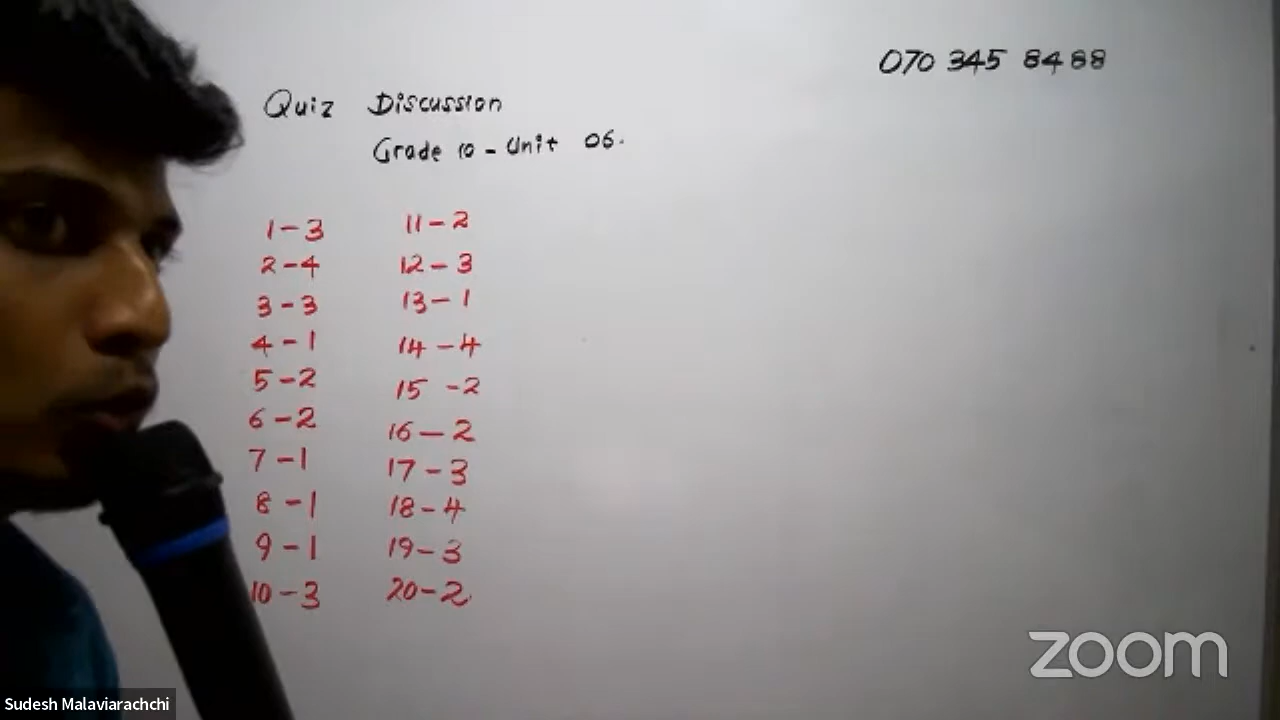 070 345 8488
Quiz Discussion
Grade 10 - Unit 06.
1 - 3
2 - 4
3 - 3
4 - 1
5 - 2
6 - 2
7 - 1
8 - 1
9 - 1
10 - 3
11 - 2
12 - 3
13 - 1
14 - 4
15 - 2
16 - 2
17 - 3
18 - 4
19 - 3
20 - 2
zoom
Sudesh Malaviarachchi